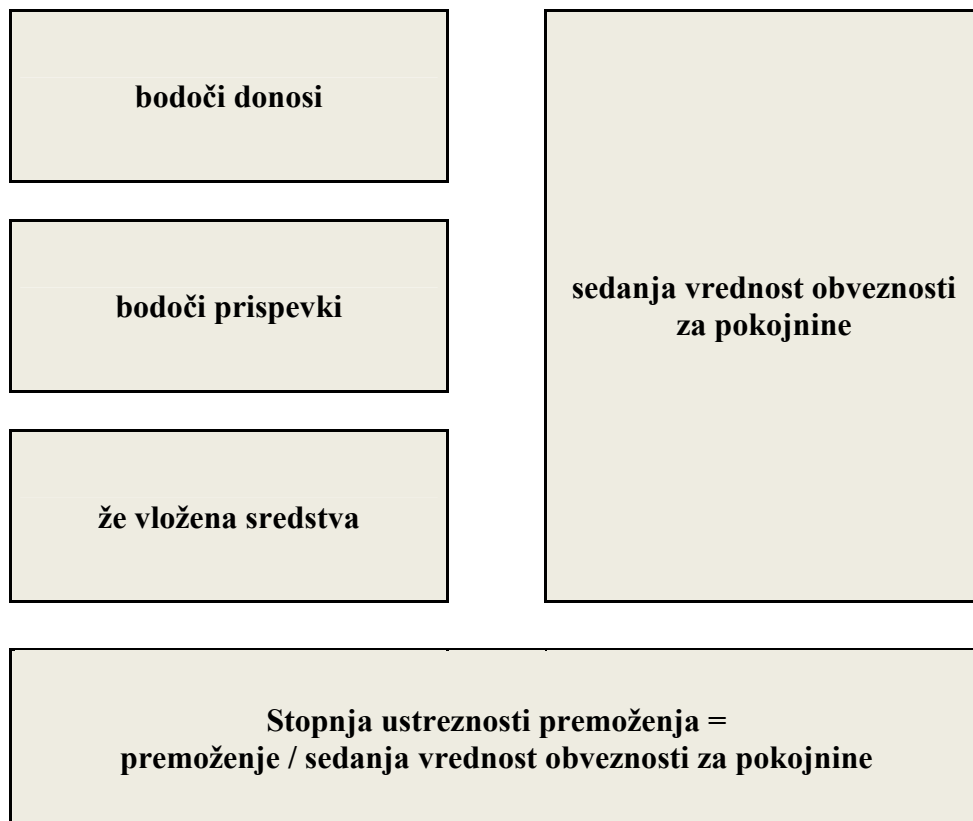 bodoči donosi
bodoči prispevki
že vložena sredstva
sedanja vrednost obveznosti
za pokojnine
Stopnja ustreznosti premoženja =
premoženje / sedanja vrednost obveznosti za pokojnine